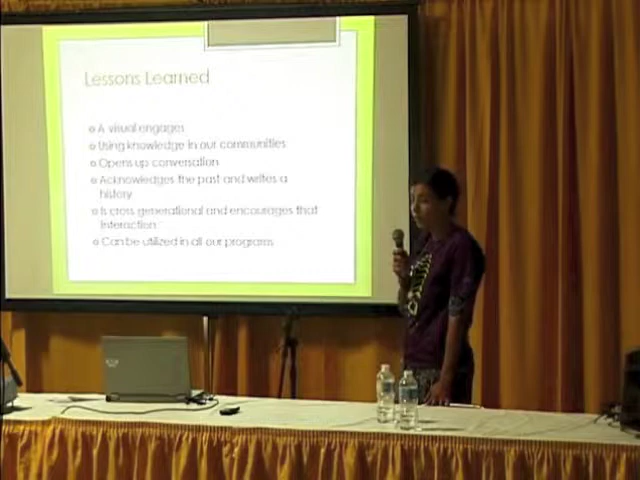 Lessons Learned
A visual engages
Using knowledge in our communities
Opens up conversation
Acknowledges the past and writes a
history
Is cross generational and encourages that
interaction
Can be utilized in all our programs